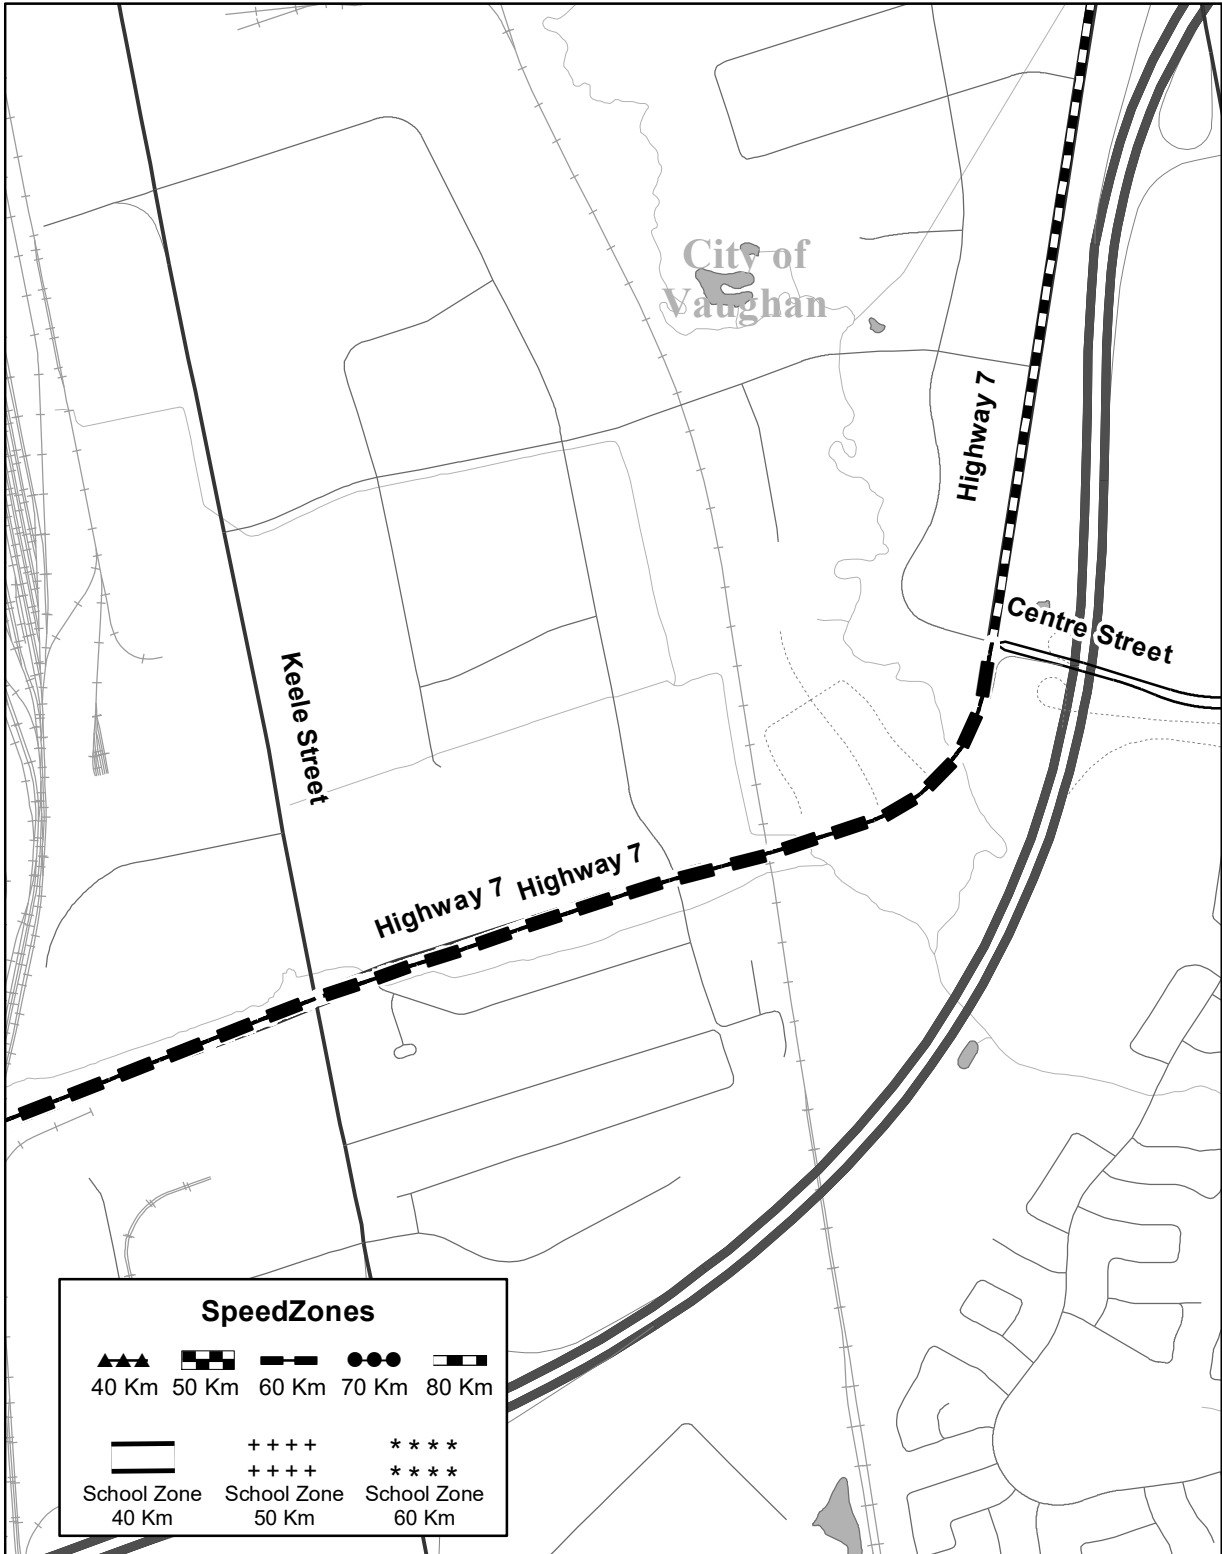 City of
Vaughan
Highway 7
Centre Street
Keele Street
Highway 7
Highway 7
SpeedZones
40 Km 50 Km 60 Km 70 Km 80 Km
School Zone School Zone School Zone
40 Km 50 Km 60 Km